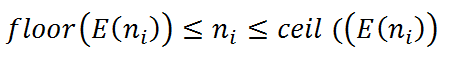 floor(E(nᵢ)) ≤ nᵢ ≤ ceil ((E(nᵢ))